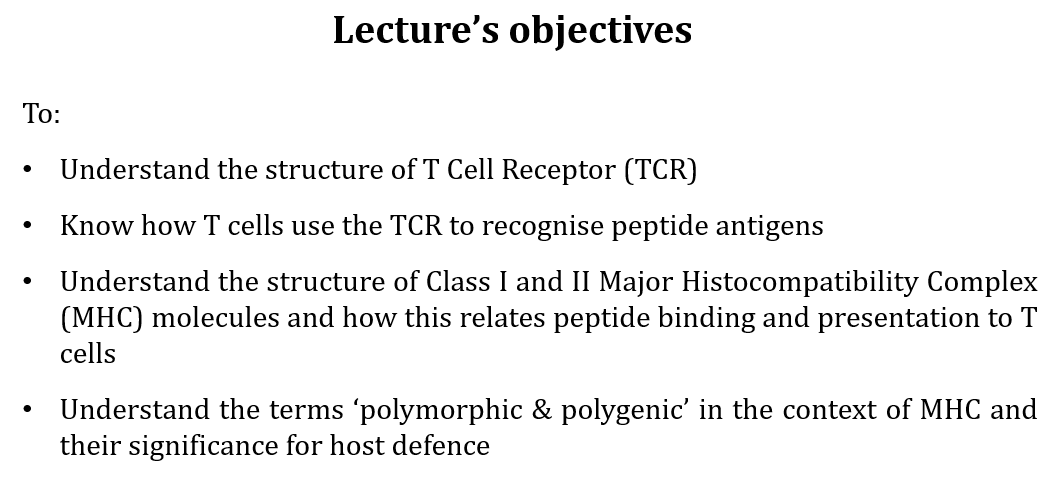 Lecture’s objectives
To:
• Understand the structure of T Cell Receptor (TCR)
• Know how T cells use the TCR to recognise peptide antigens
• Understand the structure of Class I and II Major Histocompatibility Complex
(MHC) molecules and how this relates peptide binding and presentation to T
cells
• Understand the terms ‘polymorphic & polygenic’ in the context of MHC and
their significance for host defence